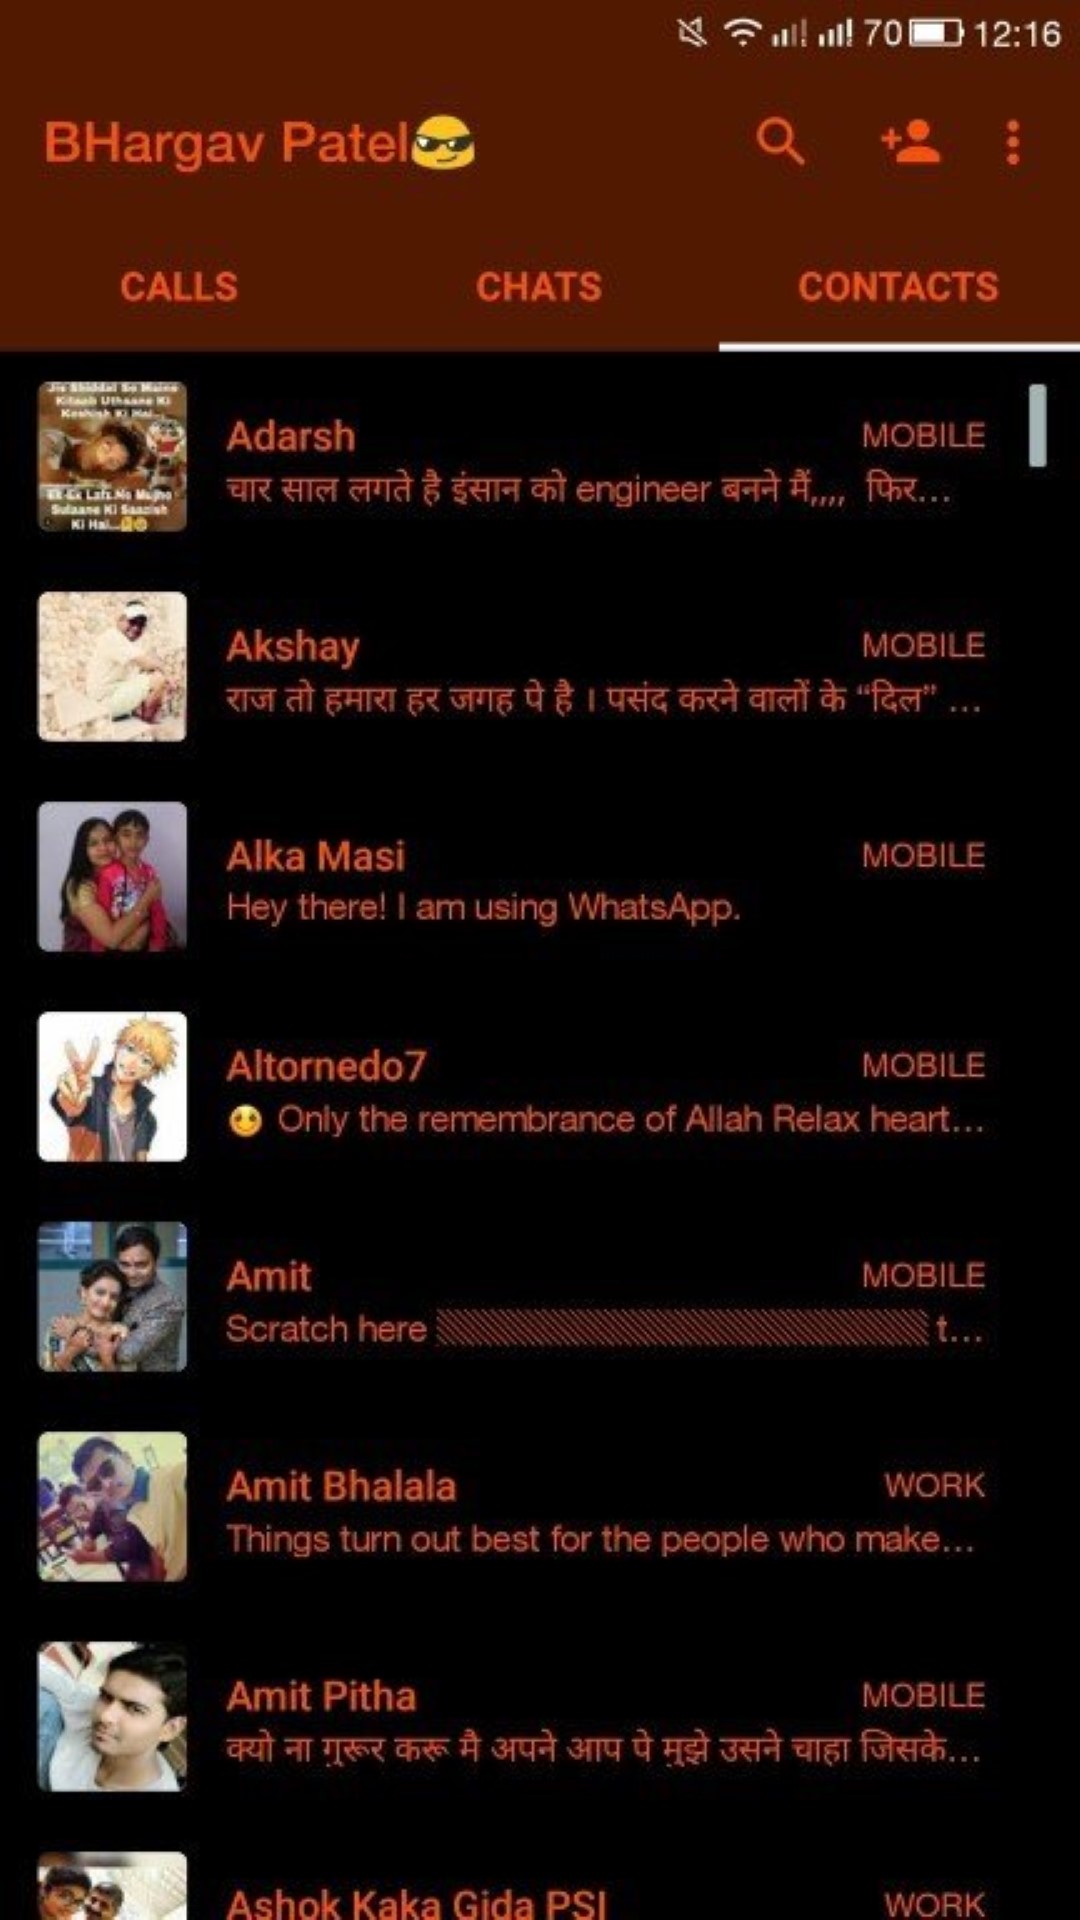 70 12:16
BHargav Patel😎
CALLS CHATS CONTACTS
Jis Shiddat Se Maine
Kitaab Uthaane Ki
Koshish Ki Hai...
Ek-Ek Lafz Ne Mujhe
Sulaane Ki Saazish
Ki Hai...
Adarsh MOBILE
चार साल लगते है इंसान को engineer बनने मैं,,,, फिर...
Akshay MOBILE
राज तो हमारा हर जगह पे है । पसंद करने वालों के “दिल” ...
Alka Masi MOBILE
Hey there! I am using WhatsApp.
Altornedo7 MOBILE
😊 Only the remembrance of Allah Relax heart...
Amit MOBILE
Scratch here ▨▨▨▨▨▨▨▨▨▨▨▨▨ t...
Amit Bhalala WORK
Things turn out best for the people who make...
Amit Pitha MOBILE
क्यो ना गुरूर करू मै अपने आप पे मुझे उसने चाहा जिसके...
Ashok Kaka Gida PSI WORK